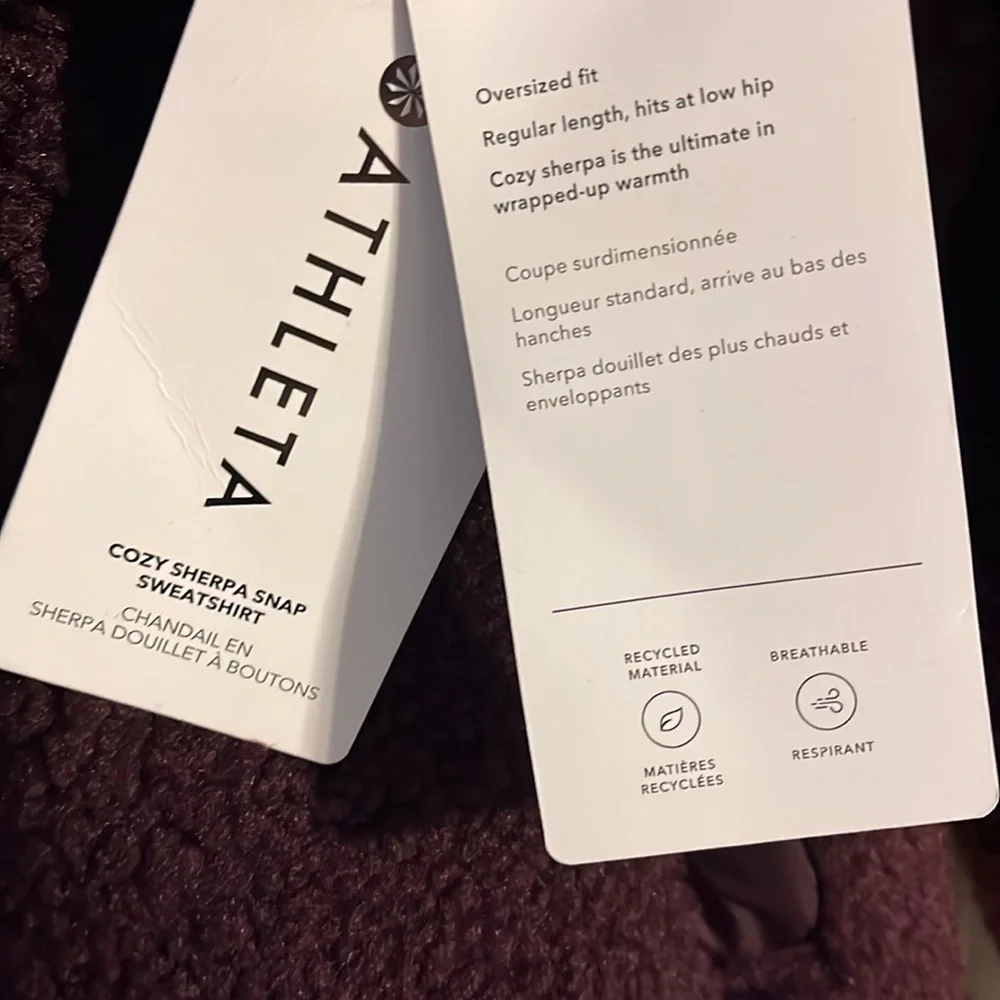 ATHLETA
COZY SHERPA SNAP
SWEATSHIRT
CHANDAIL EN
SHERPA DOUILLET À BOUTONS
Oversized fit
Regular length, hits at low hip
Cozy sherpa is the ultimate in
wrapped-up warmth
Coupe surdimensionnée
Longueur standard, arrive au bas des
hanches
Sherpa douillet des plus chauds et
enveloppants
RECYCLED
MATERIAL
MATIÈRES
RECYCLÉES
BREATHABLE
RESPIRANT